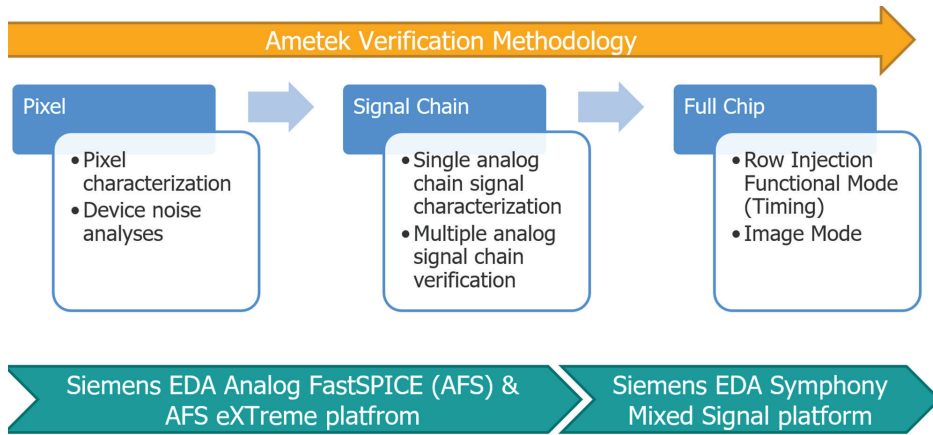 Ametek Verification Methodology
Pixel
• Pixel
characterization
• Device noise
analyses
Signal Chain
• Single analog
chain signal
characterization
• Multiple analog
signal chain
verification
Full Chip
• Row Injection
Functional Mode
(Timing)
• Image Mode
Siemens EDA Analog FastSPICE (AFS) &
AFS eXTreme platfrom
Siemens EDA Symphony
Mixed Signal platform